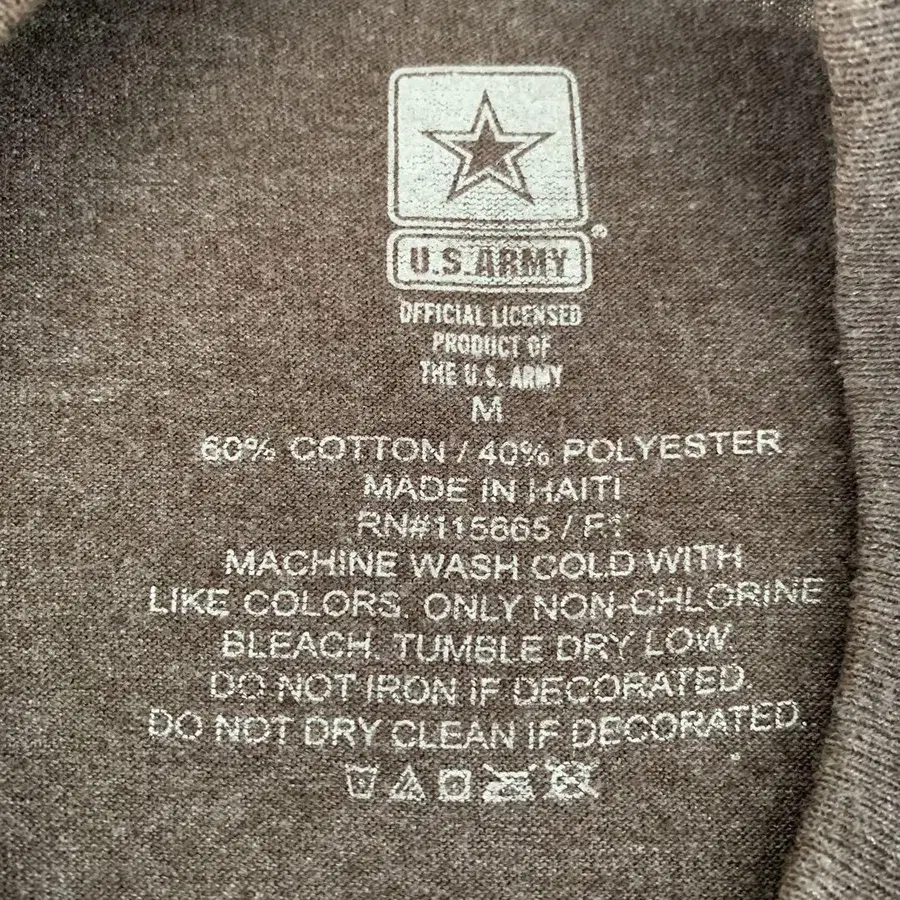 U.S.ARMY®
OFFICIAL LICENSED
PRODUCT OF
THE U.S. ARMY
M
60% COTTON / 40% POLYESTER
MADE IN HAITI
RN#115665 / F1
MACHINE WASH COLD WITH
LIKE COLORS. ONLY NON-CHLORINE
BLEACH. TUMBLE DRY LOW.
DO NOT IRON IF DECORATED.
DO NOT DRY CLEAN IF DECORATED.